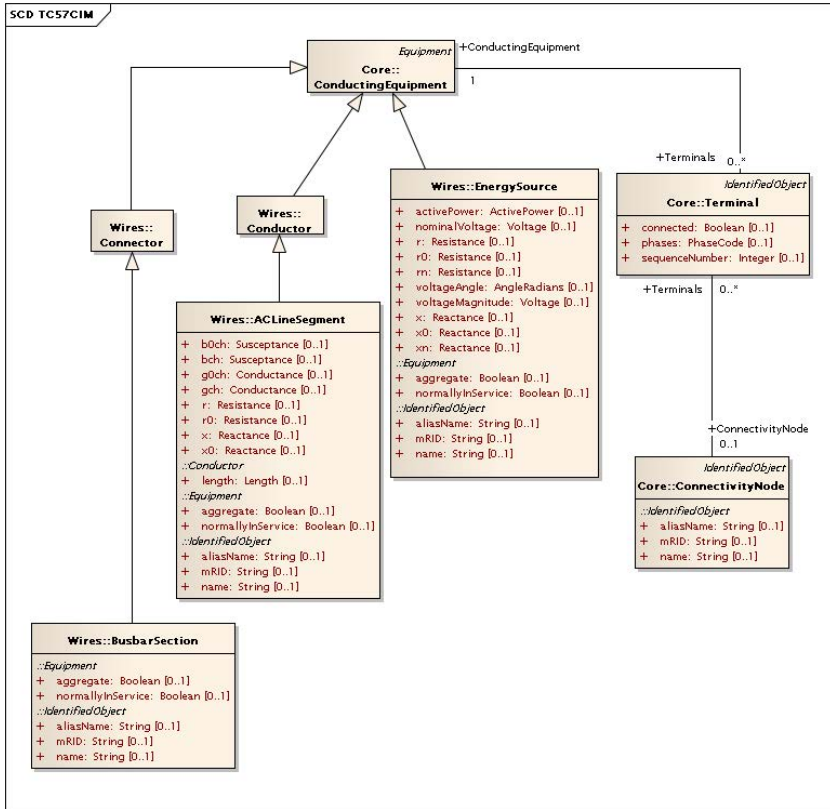 SCD TC57CIM
Equipment
Core::
ConductingEquipment
+ConductingEquipment
1
+Terminals
0..*
Wires::
Connector
Wires::
Conductor
Wires::EnergySource
+ activePower: ActivePower [0..1]
+ nominalVoltage: Voltage [0..1]
+ r: Resistance [0..1]
+ r0: Resistance [0..1]
+ rn: Resistance [0..1]
+ voltageAngle: AngleRadians [0..1]
+ voltageMagnitude: Voltage [0..1]
+ x: Reactance [0..1]
+ x0: Reactance [0..1]
+ xn: Reactance [0..1]
::Equipment
+ aggregate: Boolean [0..1]
+ normallyInService: Boolean [0..1]
::IdentifiedObject
+ aliasName: String [0..1]
+ mRID: String [0..1]
+ name: String [0..1]
IdentifiedObject
Core::Terminal
+ connected: Boolean [0..1]
+ phases: PhaseCode [0..1]
+ sequenceNumber: Integer [0..1]
+Terminals
0..*
+ConnectivityNode
0..1
IdentifiedObject
Core::ConnectivityNode
::IdentifiedObject
+ aliasName: String [0..1]
+ mRID: String [0..1]
+ name: String [0..1]
Wires::ACLineSegment
+ b0ch: Susceptance [0..1]
+ bch: Susceptance [0..1]
+ g0ch: Conductance [0..1]
+ gch: Conductance [0..1]
+ r: Resistance [0..1]
+ r0: Resistance [0..1]
+ x: Reactance [0..1]
+ x0: Reactance [0..1]
::Conductor
+ length: Length [0..1]
::Equipment
+ aggregate: Boolean [0..1]
+ normallyInService: Boolean [0..1]
::IdentifiedObject
+ aliasName: String [0..1]
+ mRID: String [0..1]
+ name: String [0..1]
Wires::BusbarSection
::Equipment
+ aggregate: Boolean [0..1]
+ normallyInService: Boolean [0..1]
::IdentifiedObject
+ aliasName: String [0..1]
+ mRID: String [0..1]
+ name: String [0..1]